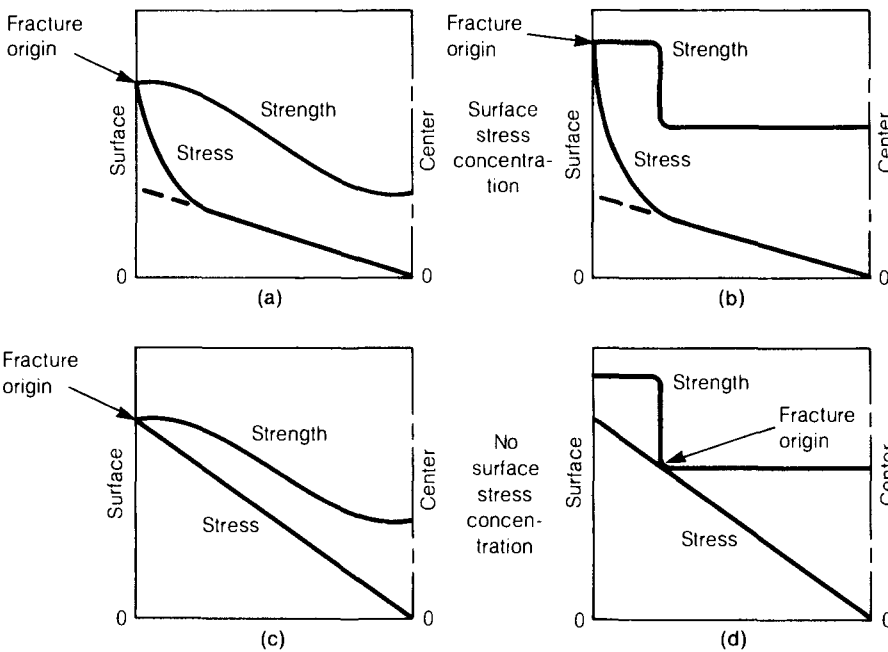 Fracture
origin
Strength
Stress
Surface
Center
0
0
(a)
Surface
stress
concentra-
tion
Fracture
origin
Strength
Stress
Surface
Center
0
0
(b)
Fracture
origin
Strength
Stress
Surface
Center
0
0
(c)
No
surface
stress
concen-
tration
Strength
Fracture
origin
Stress
Surface
Center
0
0
(d)